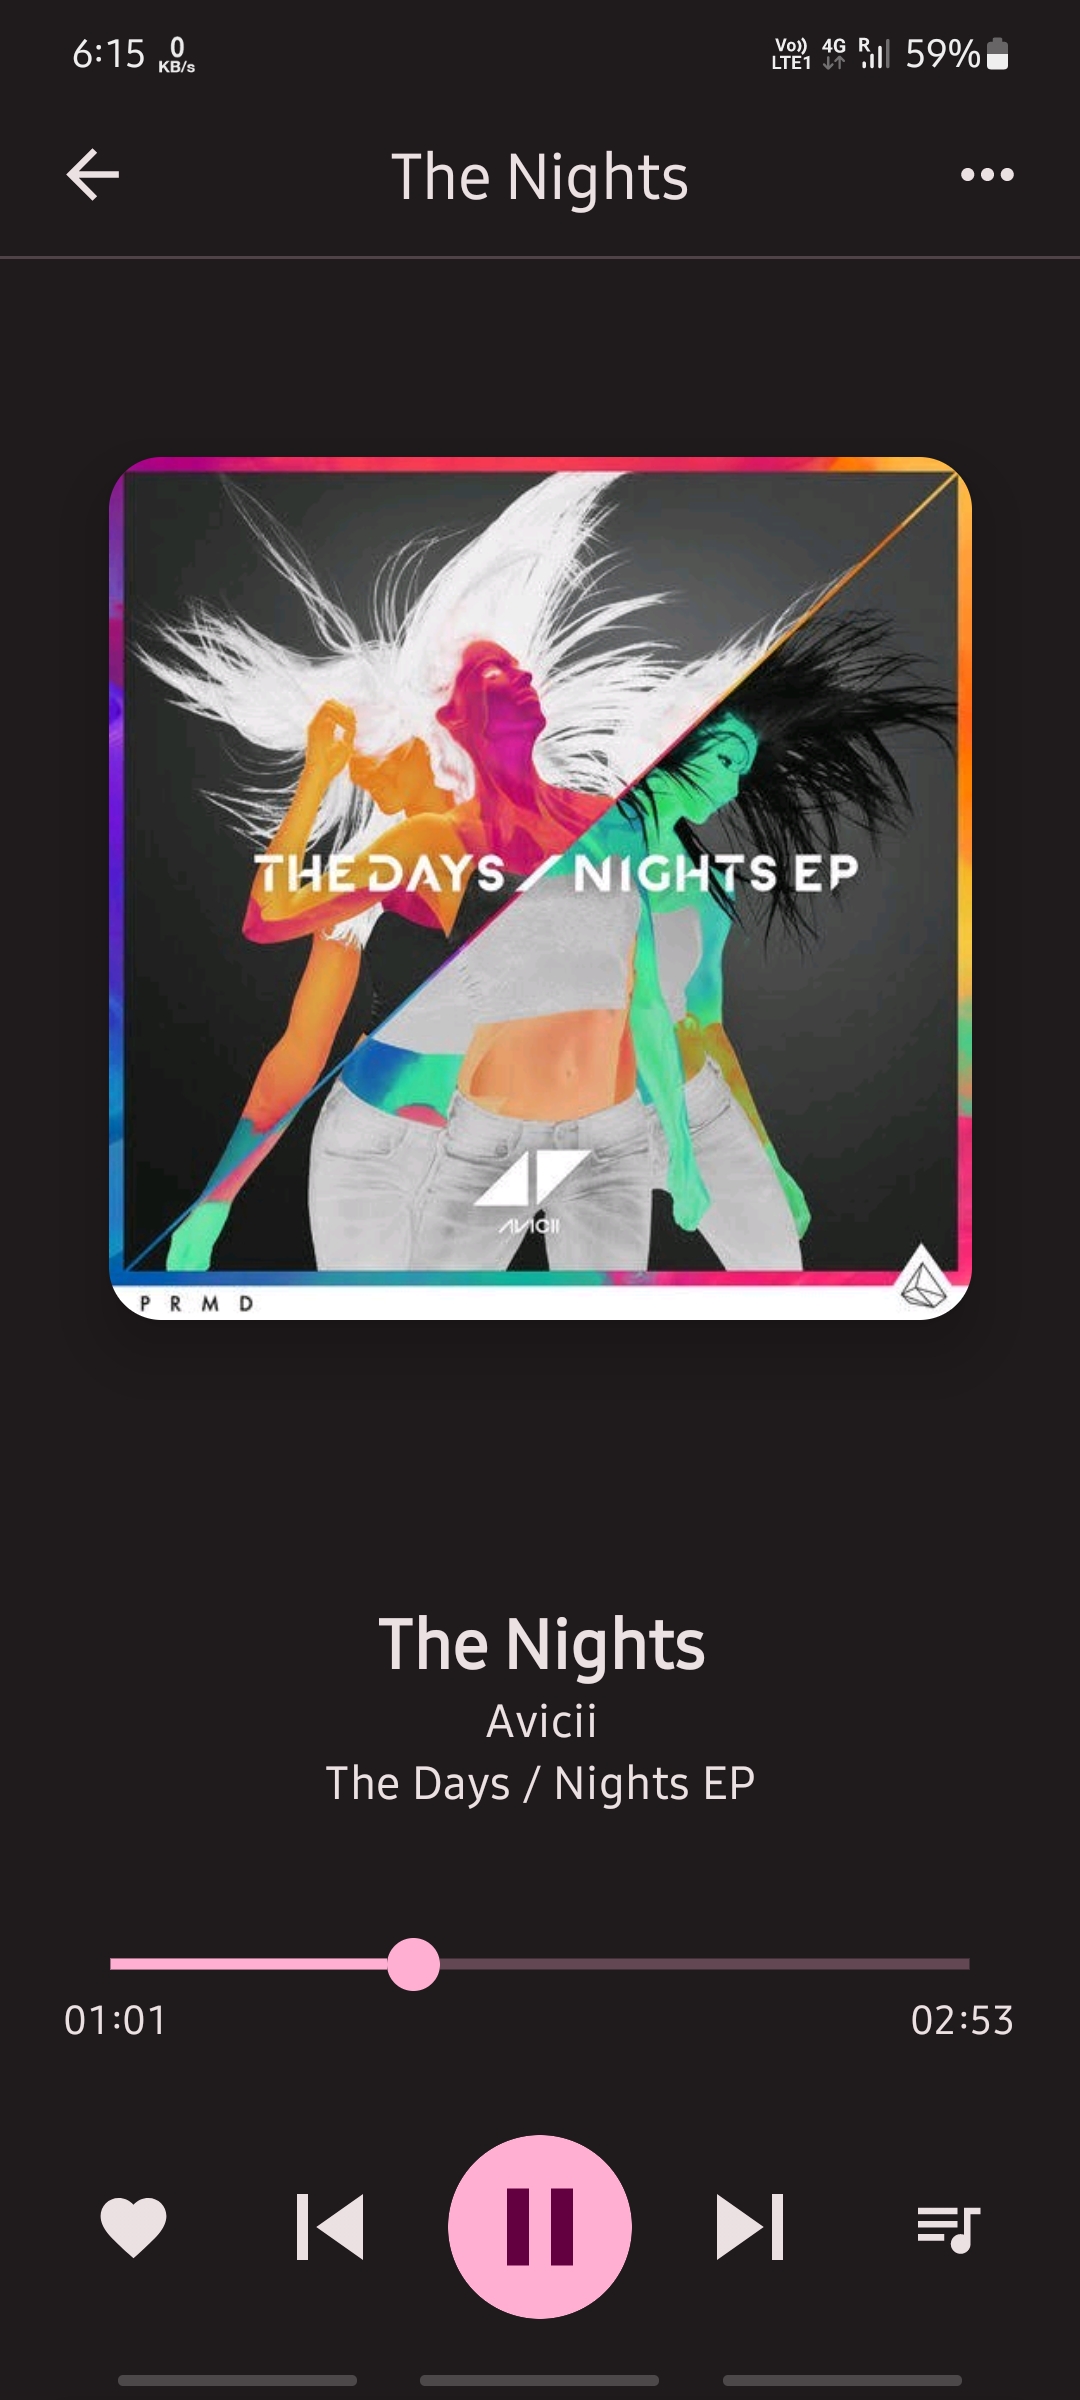 6:15 0 KB/s Vo)) LTE1 4G R 59%
The Nights
THE DAYS / NIGHTS EP
AVICII
PRMD
The Nights
Avicii
The Days / Nights EP
01:01 02:53